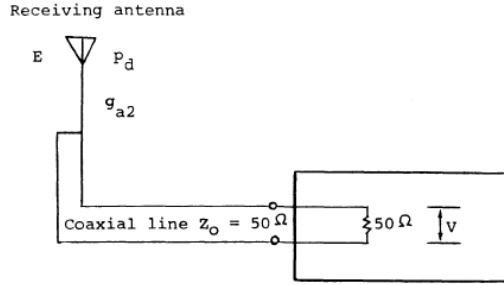 Receiving antenna
E
p_d
g_a2
Coaxial line Z_o = 50 Ω
50 Ω
V